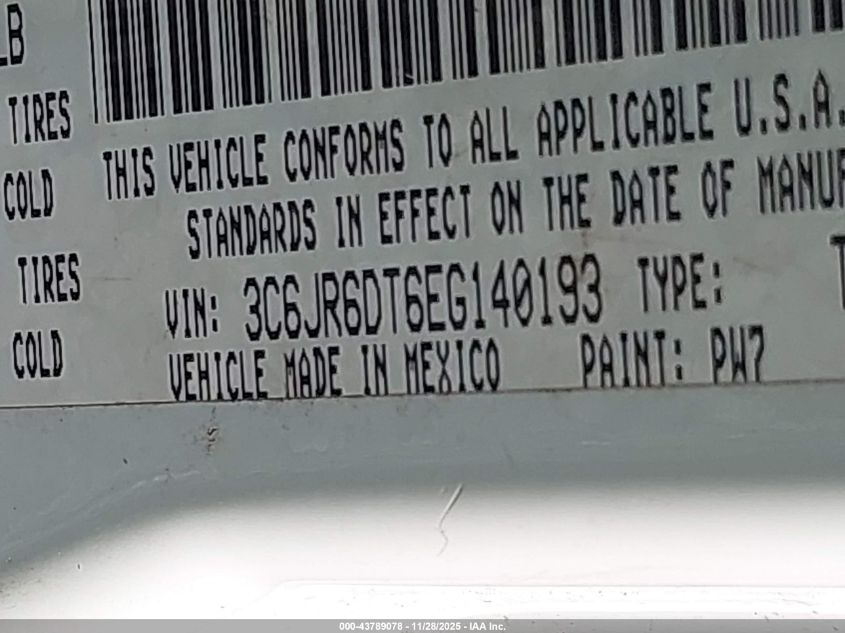 LB
TIRES
COLD
TIRES
COLD
THIS VEHICLE CONFORMS TO ALL APPLICABLE U.S.A.
STANDARDS IN EFFECT ON THE DATE OF MANUF
VIN: 3C6JR6DT6EG140193 TYPE: T
VEHICLE MADE IN MEXICO PAINT: PW7
000-43789078 - 11/28/2025 - IAA Inc.